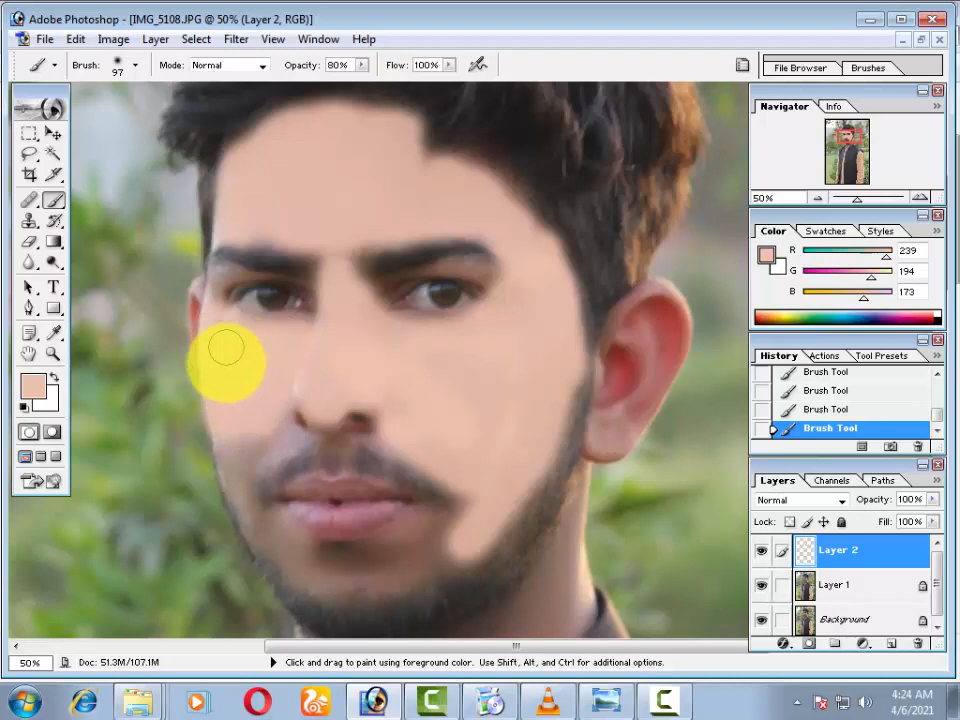 Adobe Photoshop - [IMG_5108.JPG @ 50% (Layer 2, RGB)]
File Edit Image Layer Select Filter View Window Help
Brush: 97 Mode: Normal Opacity: 80% Flow: 100% File Browser Brushes
Navigator Info
50%
Color Swatches Styles
R 239
G 194
B 173
History Actions Tool Presets
Brush Tool
Brush Tool
Brush Tool
Brush Tool
Layers Channels Paths
Normal Opacity: 100%
Lock: Fill: 100%
Layer 2
Layer 1
Background
50% Doc: 51.3M/107.1M Click and drag to paint using foreground color. Use Shift, Alt, and Ctrl for additional options.
4:24 AM
4/6/2021